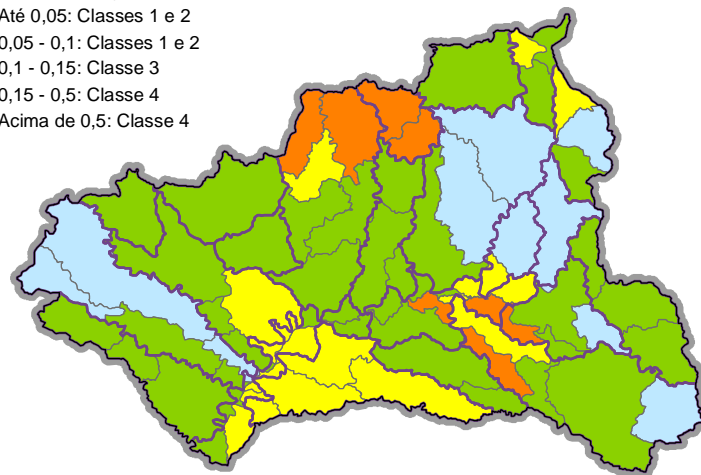 Até 0,05: Classes 1 e 2
0,05 - 0,1: Classes 1 e 2
0,1 - 0,15: Classe 3
0,15 - 0,5: Classe 4
Acima de 0,5: Classe 4